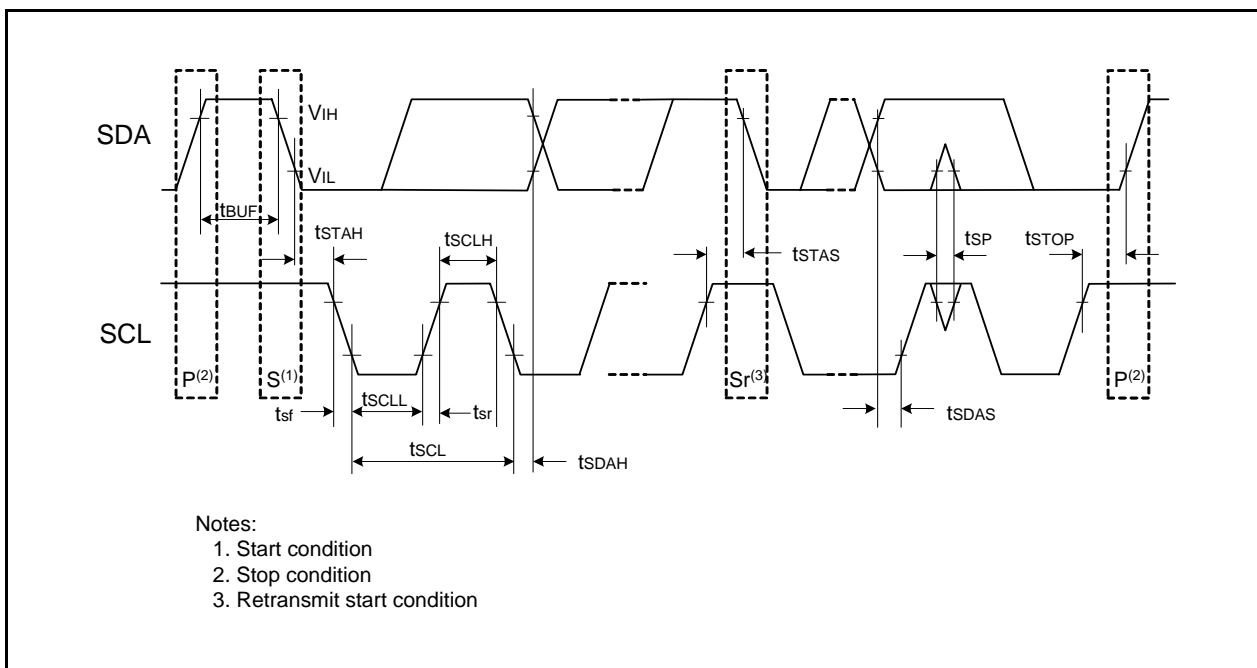 SDA
VIH
VIL
tBUF
tSTAH
tSCLH
tSTAS
tSP
tSTOP
SCL
P(2)
S(1)
Sr(3)
P(2)
tsf
tSCLL
tsr
tSDAS
tSCL
tSDAH
Notes:
1. Start condition
2. Stop condition
3. Retransmit start condition